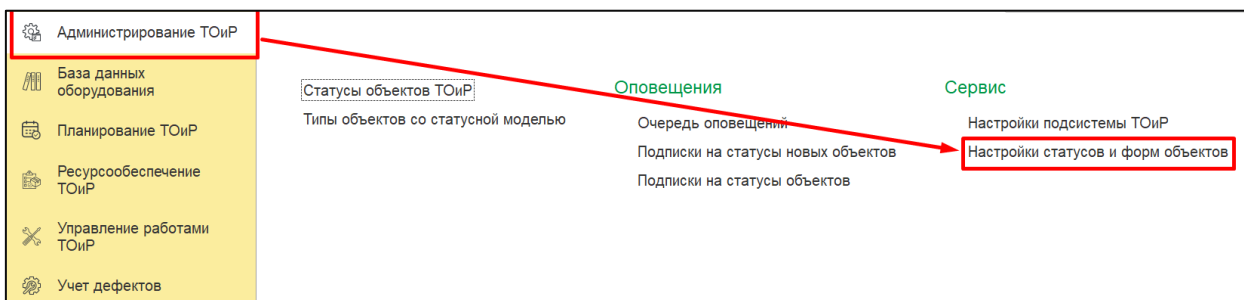 Администрирование ТОиР
База данных
оборудования
Планирование ТОиР
Ресурсообеспечение
ТОиР
Управление работами
ТОиР
Учет дефектов
Статусы объектов ТОиР
Типы объектов со статусной моделью
Оповещения
Очередь оповещений
Подписки на статусы новых объектов
Подписки на статусы объектов
Сервис
Настройки подсистемы ТОиР
Настройки статусов и форм объектов